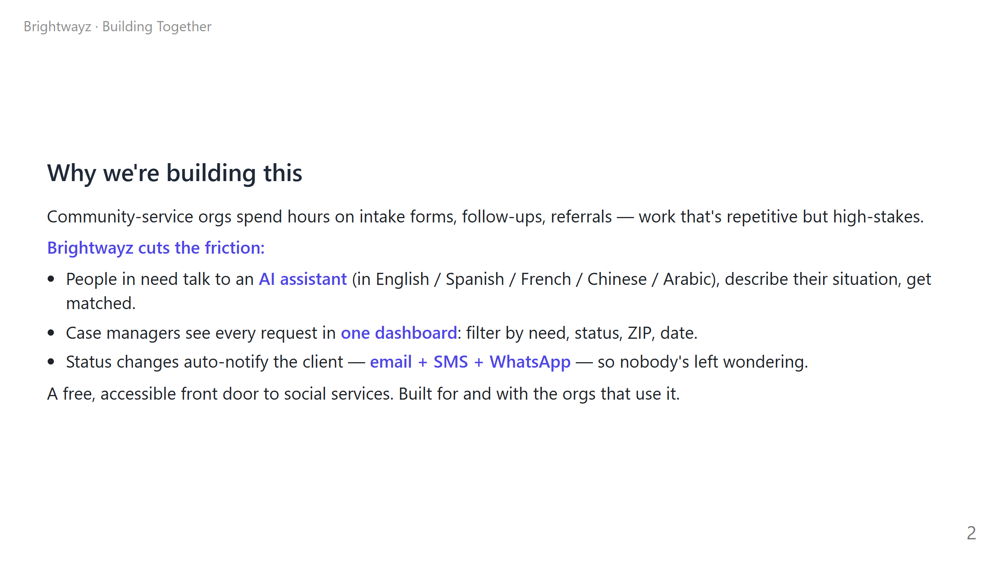 Brightwayz · Building Together
Why we're building this
Community-service orgs spend hours on intake forms, follow-ups, referrals — work that's repetitive but high-stakes.
Brightwayz cuts the friction:
• People in need talk to an AI assistant (in English / Spanish / French / Chinese / Arabic), describe their situation, get
matched.
• Case managers see every request in one dashboard: filter by need, status, ZIP, date.
• Status changes auto-notify the client — email + SMS + WhatsApp — so nobody's left wondering.
A free, accessible front door to social services. Built for and with the orgs that use it.
2